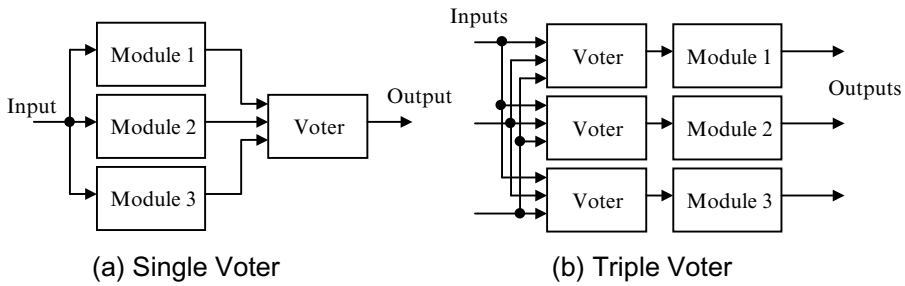 Input
Module 1
Module 2
Module 3
Voter
Output
(a) Single Voter
Inputs
Voter
Module 1
Voter
Module 2
Voter
Module 3
Outputs
(b) Triple Voter